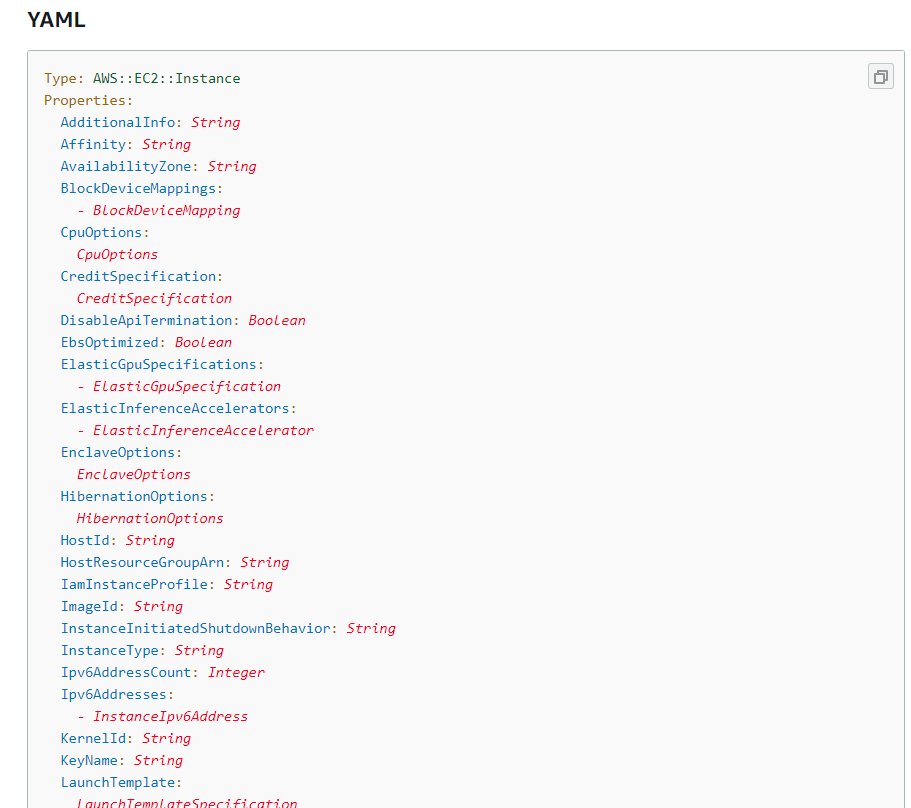 YAML
Type: AWS::EC2::Instance
Properties:
AdditionalInfo: String
Affinity: String
AvailabilityZone: String
BlockDeviceMappings:
- BlockDeviceMapping
CpuOptions:
CpuOptions
CreditSpecification:
CreditSpecification
DisableApiTermination: Boolean
EbsOptimized: Boolean
ElasticGpuSpecifications:
- ElasticGpuSpecification
ElasticInferenceAccelerators:
- ElasticInferenceAccelerator
EnclaveOptions:
EnclaveOptions
HibernationOptions:
HibernationOptions
HostId: String
HostResourceGroupArn: String
IamInstanceProfile: String
ImageId: String
InstanceInitiatedShutdownBehavior: String
InstanceType: String
Ipv6AddressCount: Integer
Ipv6Addresses:
- InstanceIpv6Address
KernelId: String
KeyName: String
LaunchTemplate:
LaunchTemplateSpecification